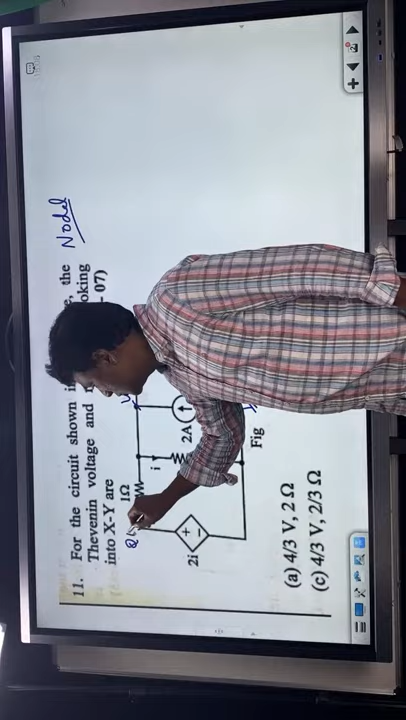 Nodal
11. For the circuit shown the
Thevenin voltage and looking
into X-Y are - 07)
1Ω
i
2A
2i
+
-
Fig
(a) 4/3 V, 2 Ω
(c) 4/3 V, 2/3 Ω